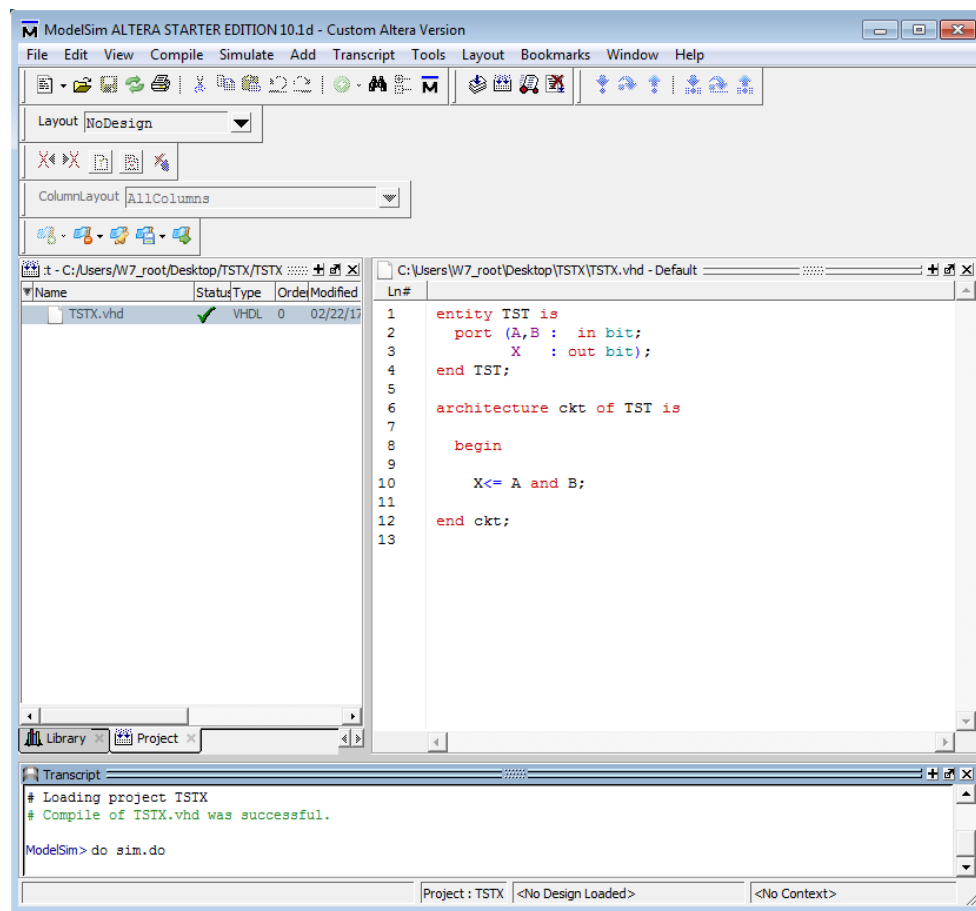 ModelSim ALTERA STARTER EDITION 10.1d - Custom Altera Version
File Edit View Compile Simulate Add Transcript Tools Layout Bookmarks Window Help
Layout NoDesign
ColumnLayout AllColumns
:t - C:/Users/W7_root/Desktop/TSTX/TSTX
Name Status Type Order Modified
TSTX.vhd VHDL 0 02/22/17
Library Project
C:\Users\W7_root\Desktop\TSTX\TSTX.vhd - Default
Ln#
1 entity TST is
2 port (A,B : in bit;
3 X : out bit);
4 end TST;
5
6 architecture ckt of TST is
7
8 begin
9
10 X<= A and B;
11
12 end ckt;
13
Transcript
# Loading project TSTX
# Compile of TSTX.vhd was successful.
ModelSim> do sim.do
Project : TSTX <No Design Loaded> <No Context>